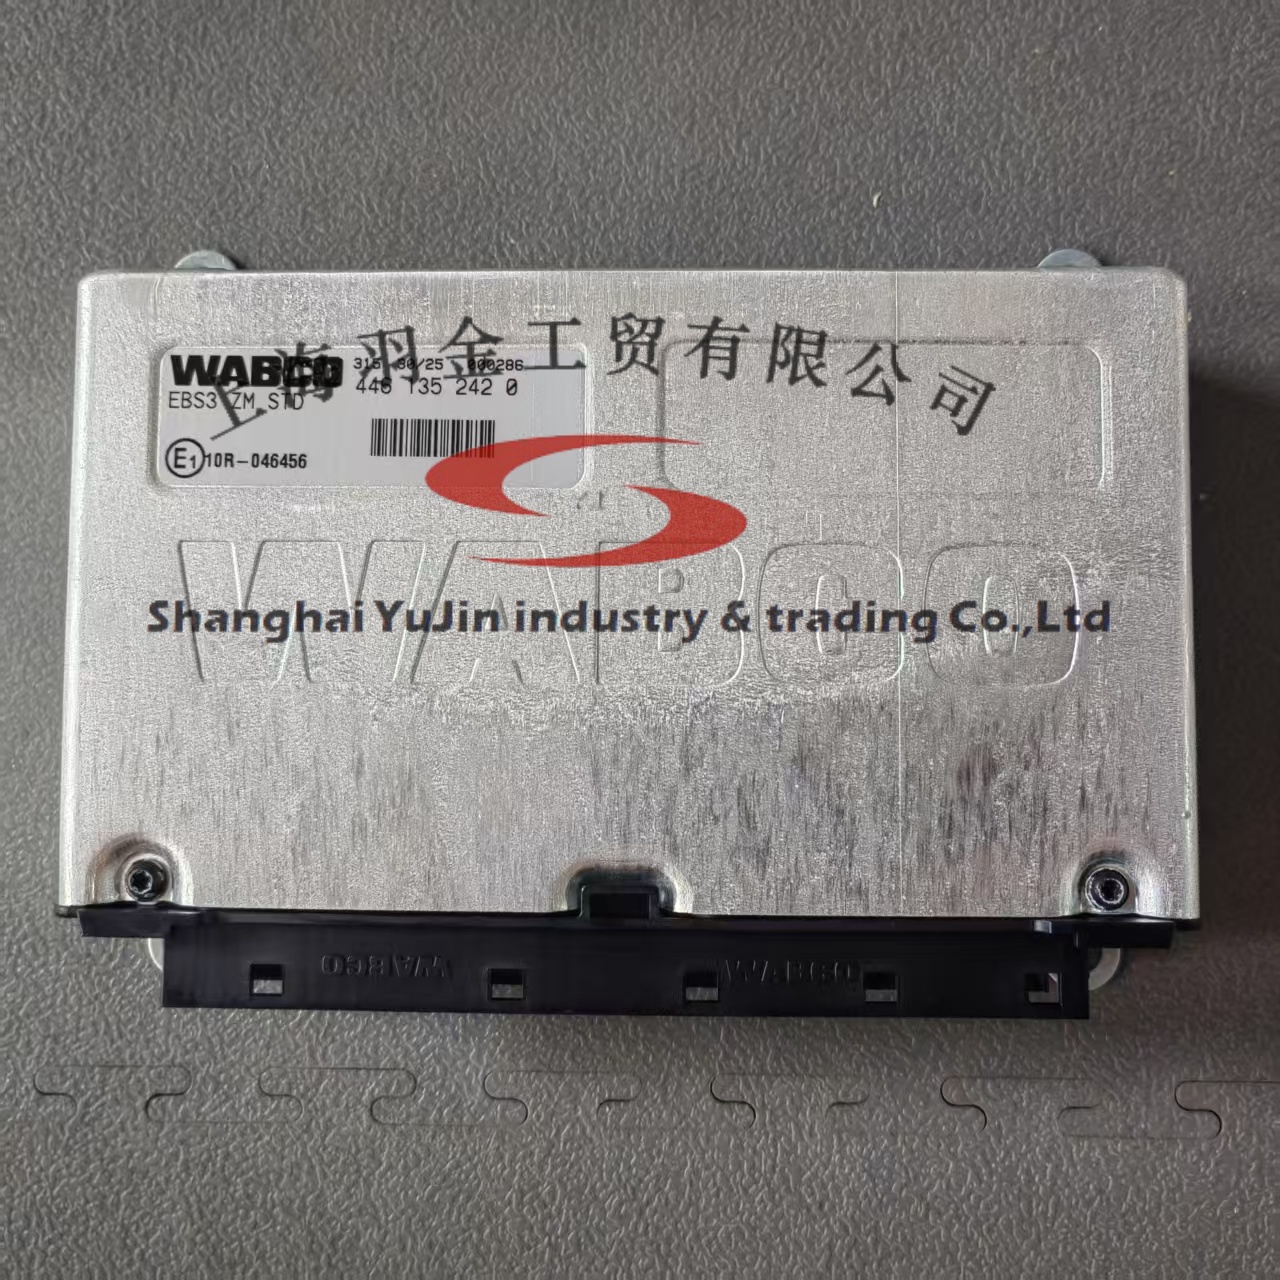 上海羽金工贸有限公司
WABCO 315 30/25 000286
446 135 242 0
EBS3 ZM STD
E1 10R-046456
WABCO
Shanghai YuJin industry & trading Co.,Ltd
WABCO WABCO